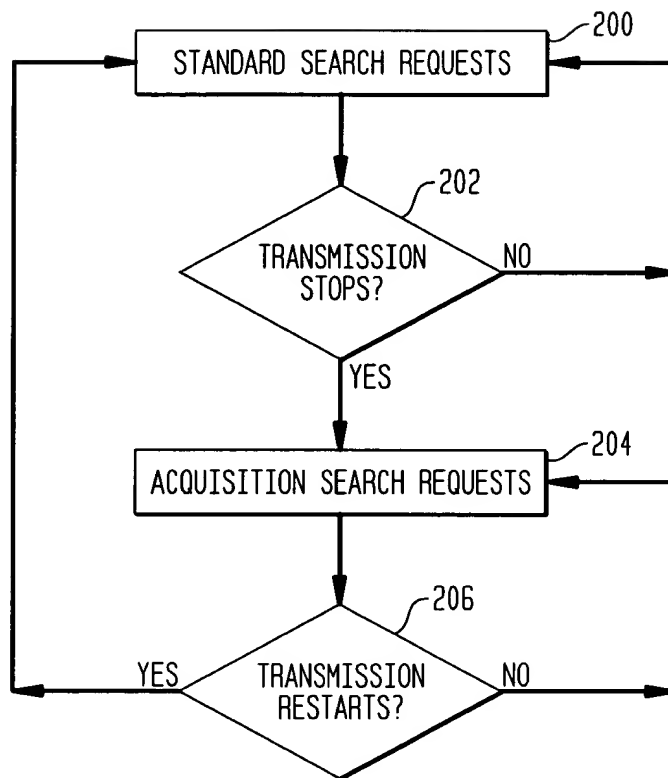 200
STANDARD SEARCH REQUESTS
202
TRANSMISSION
STOPS?
NO
YES
204
ACQUISITION SEARCH REQUESTS
206
YES
TRANSMISSION
RESTARTS?
NO